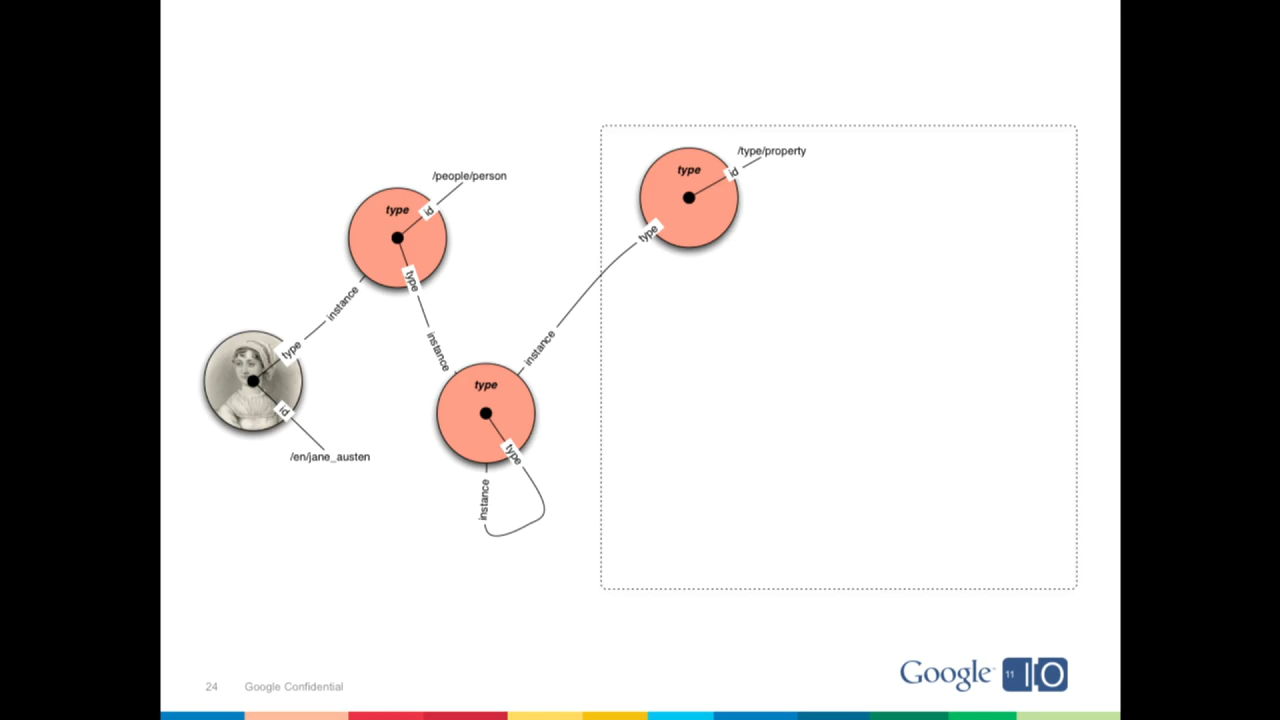 /type/property
type
id
type
/people/person
type
id
type
instance
instance
instance
type
id
/en/jane_austen
type
type
instance
24 Google Confidential
Google 11 IO